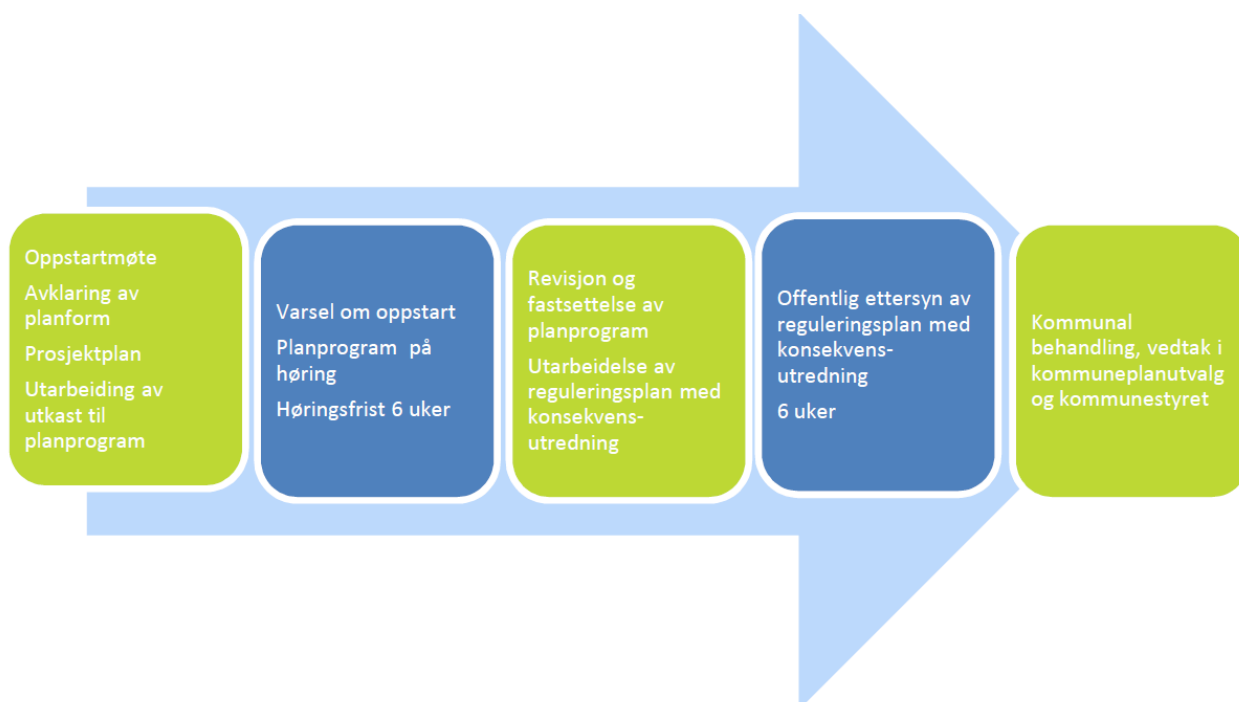 Oppstartmøte
Avklaring av
planform
Prosjektplan
Utarbeiding av
utkast til
planprogram
Varsel om oppstart
Planprogram på
høring
Høringsfrist 6 uker
Revisjon og
fastsettelse av
planprogram
Utarbeidelse av
reguleringsplan med
konsekvens-
utredning
Offentlig ettersyn av
reguleringsplan med
konsekvens-
utredning
6 uker
Kommunal
behandling, vedtak i
kommuneplanutvalg
og kommunestyret